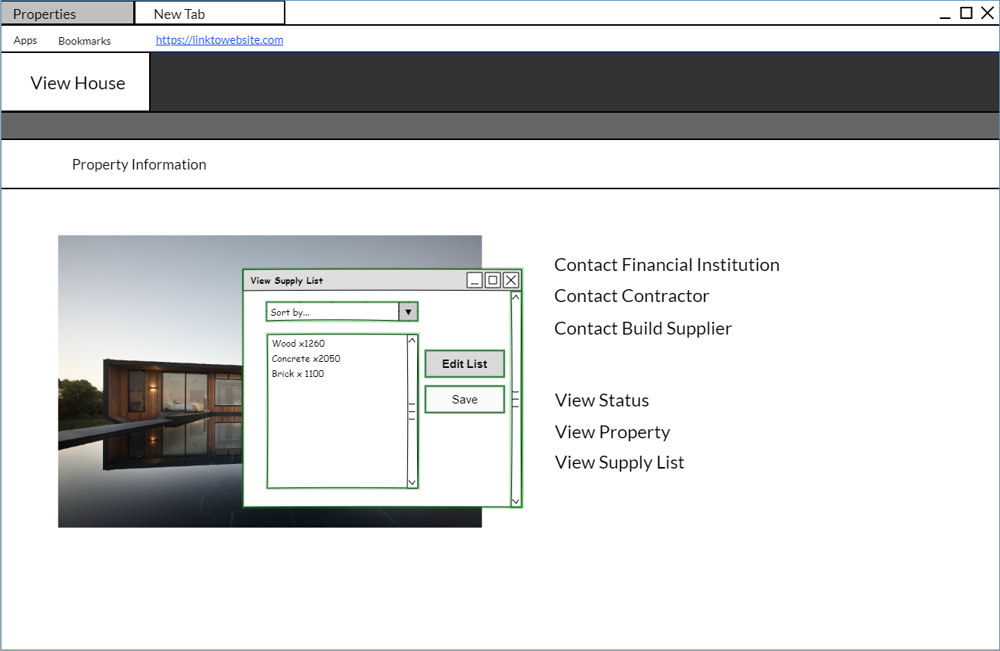 Properties
New Tab
Apps
Bookmarks
https://linktowebsite.com
View House
Property Information
View Supply List
Sort by...
Wood x1260
Concrete x2050
Brick x 1100
Edit List
Save
Contact Financial Institution
Contact Contractor
Contact Build Supplier
View Status
View Property
View Supply List